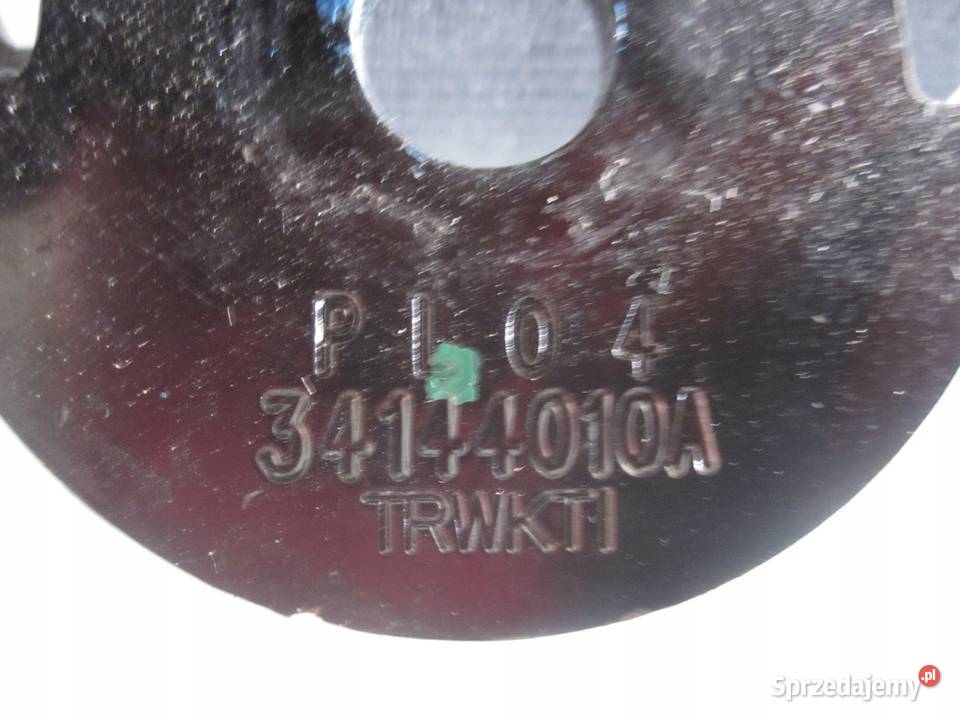 PL04
34144010A
TRWKTI
Sprzedajemy.pl